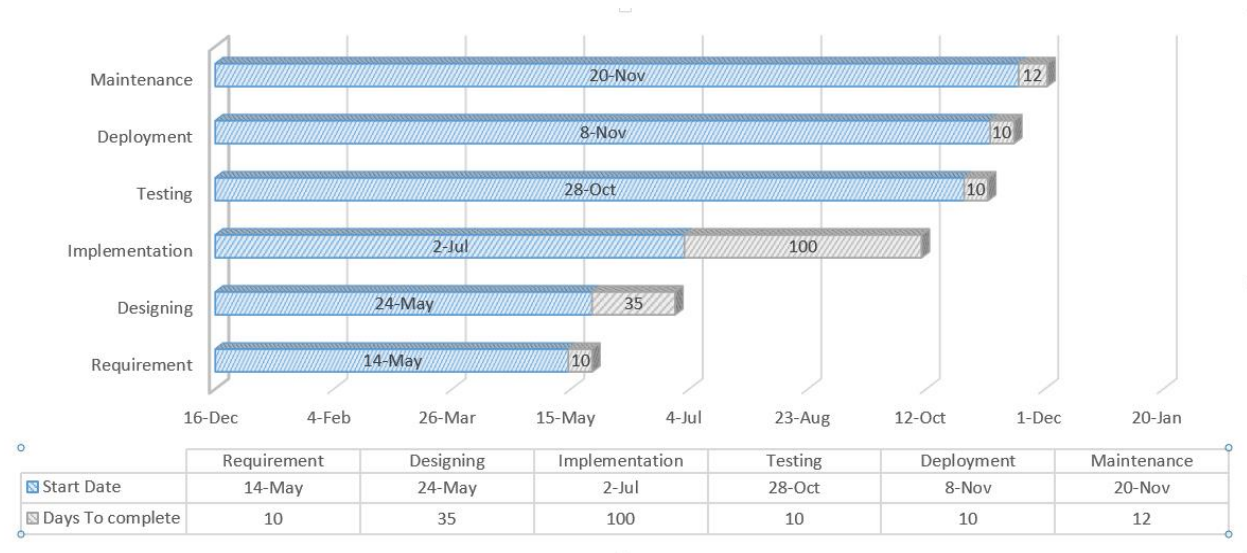 Maintenance 20-Nov 12
Deployment 8-Nov 10
Testing 28-Oct 10
Implementation 2-Jul 100
Designing 24-May 35
Requirement 14-May 10
16-Dec 4-Feb 26-Mar 15-May 4-Jul 23-Aug 12-Oct 1-Dec 20-Jan
Requirement Designing Implementation Testing Deployment Maintenance
Start Date 14-May 24-May 2-Jul 28-Oct 8-Nov 20-Nov
Days To complete 10 35 100 10 10 12